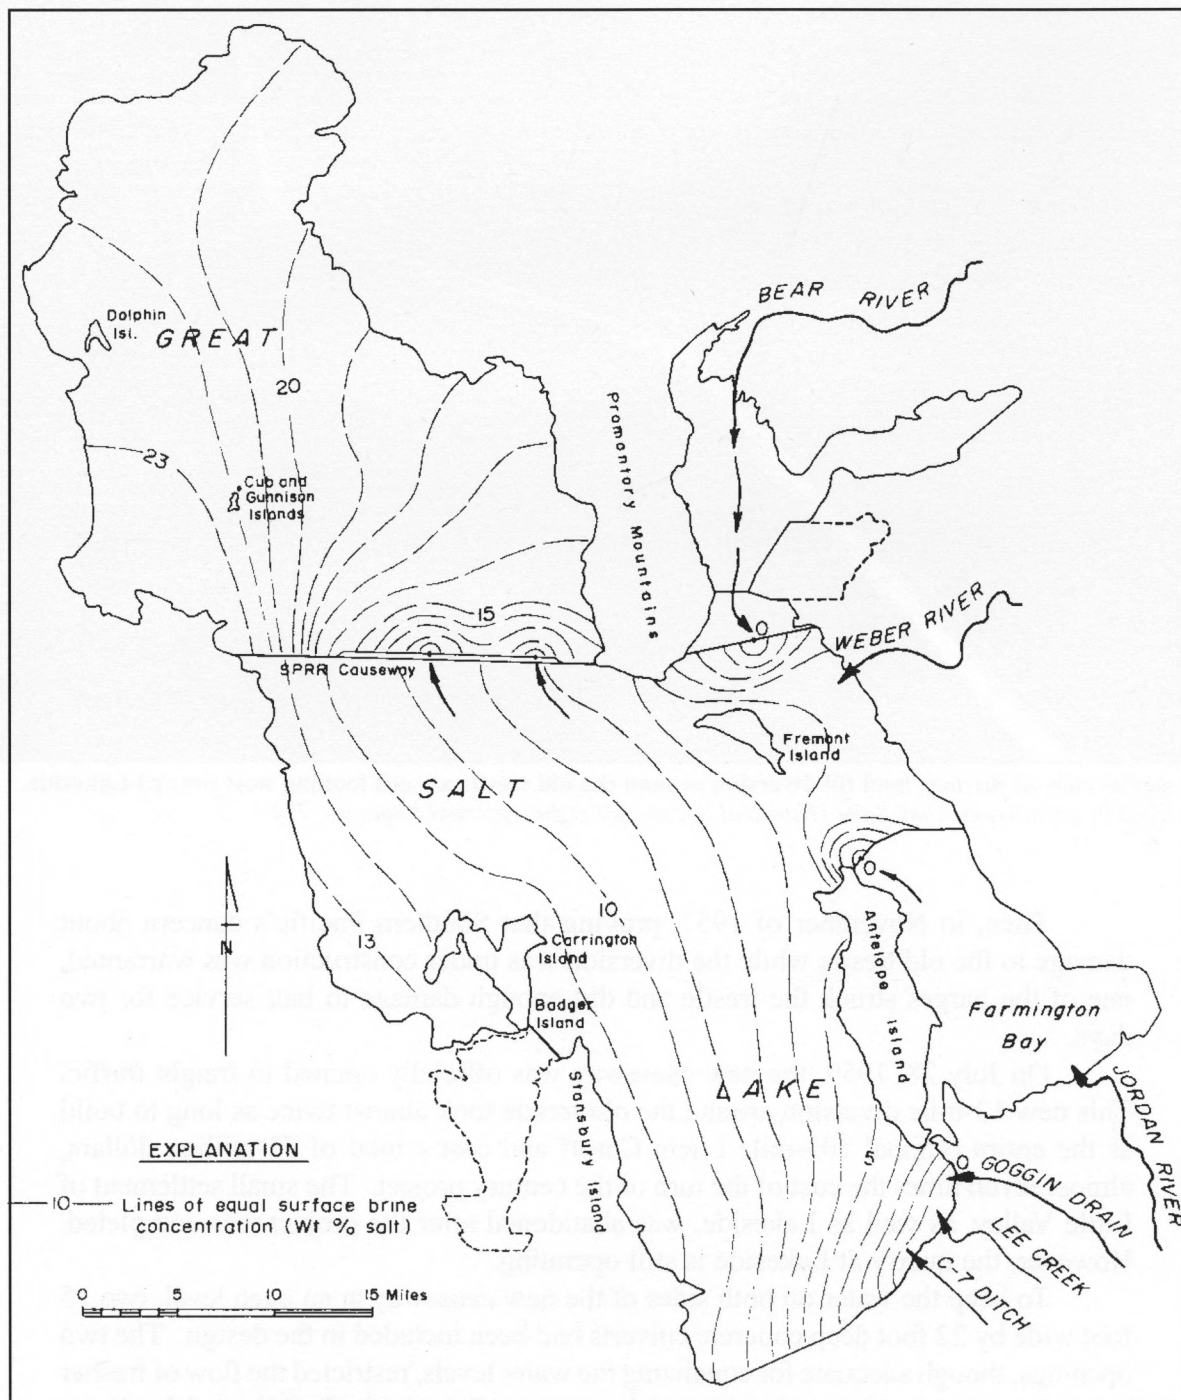 BEAR RIVER
Dolphin
Isl.
GREAT
20
Promontory Mountains
23
Cub and
Gunnison
Islands
15
O
WEBER RIVER
SPRR Causeway
Fremont
Island
SALT
O
10
13
N
Carrington
Island
Antelope Island
Badger
Island
Farmington
Bay
LAKE
Stansbury Island
JORDAN RIVER
5
O
GOGGIN DRAIN
LEE CREEK
C-7 DITCH
EXPLANATION
10 Lines of equal surface brine
concentration (Wt % salt)
0 5 10 15 Miles